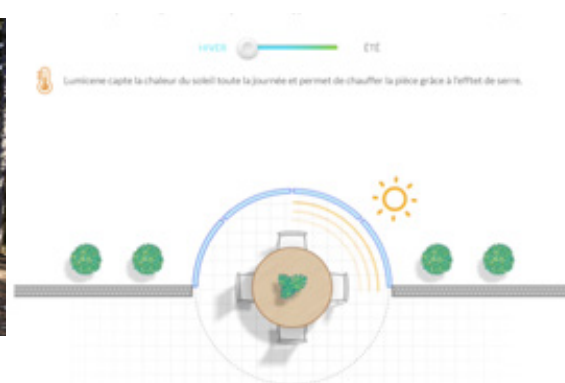 HIVER ÉTÉ
Lumicene capte la chaleur du soleil toute la journée et permet de chauffer la pièce grâce à l'effitet de serre.